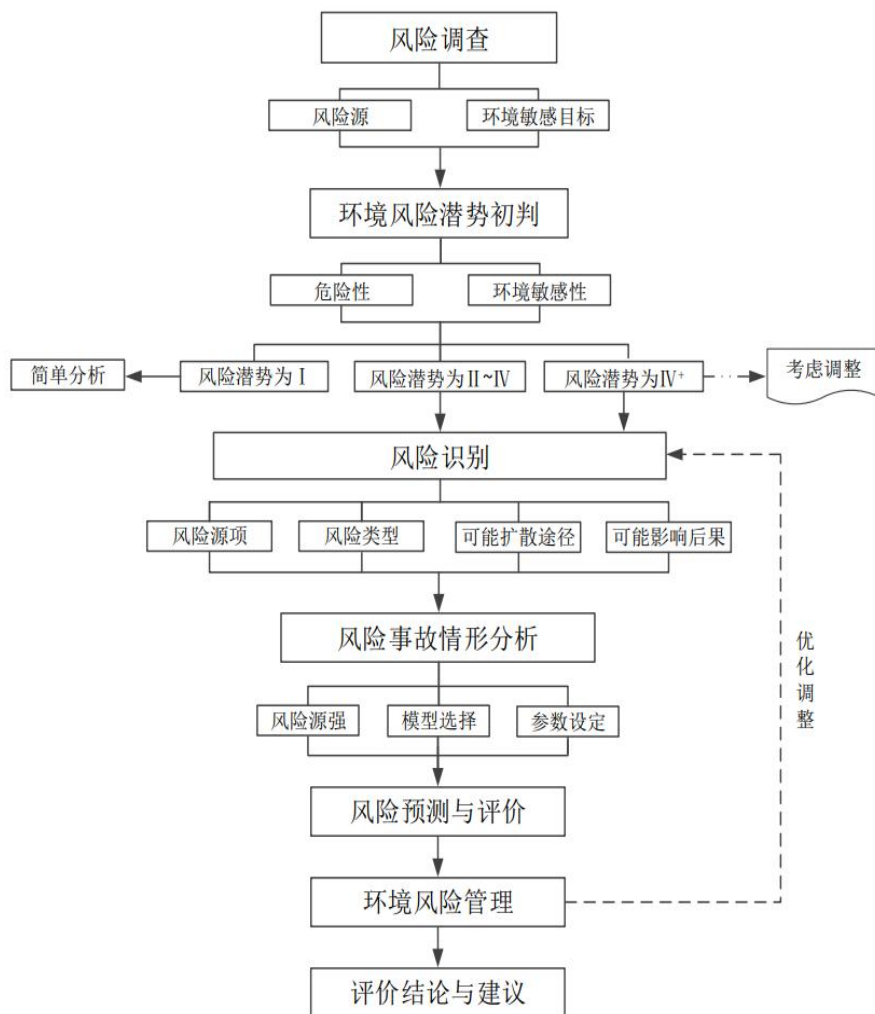 风险调查
风险源
环境敏感目标
环境风险潜势初判
危险性
环境敏感性
简单分析
风险潜势为Ⅰ
风险潜势为Ⅱ~Ⅳ
风险潜势为Ⅳ⁺
考虑调整
风险识别
风险源项
风险类型
可能扩散途径
可能影响后果
风险事故情形分析
风险源强
模型选择
参数设定
优化调整
风险预测与评价
环境风险管理
评价结论与建议